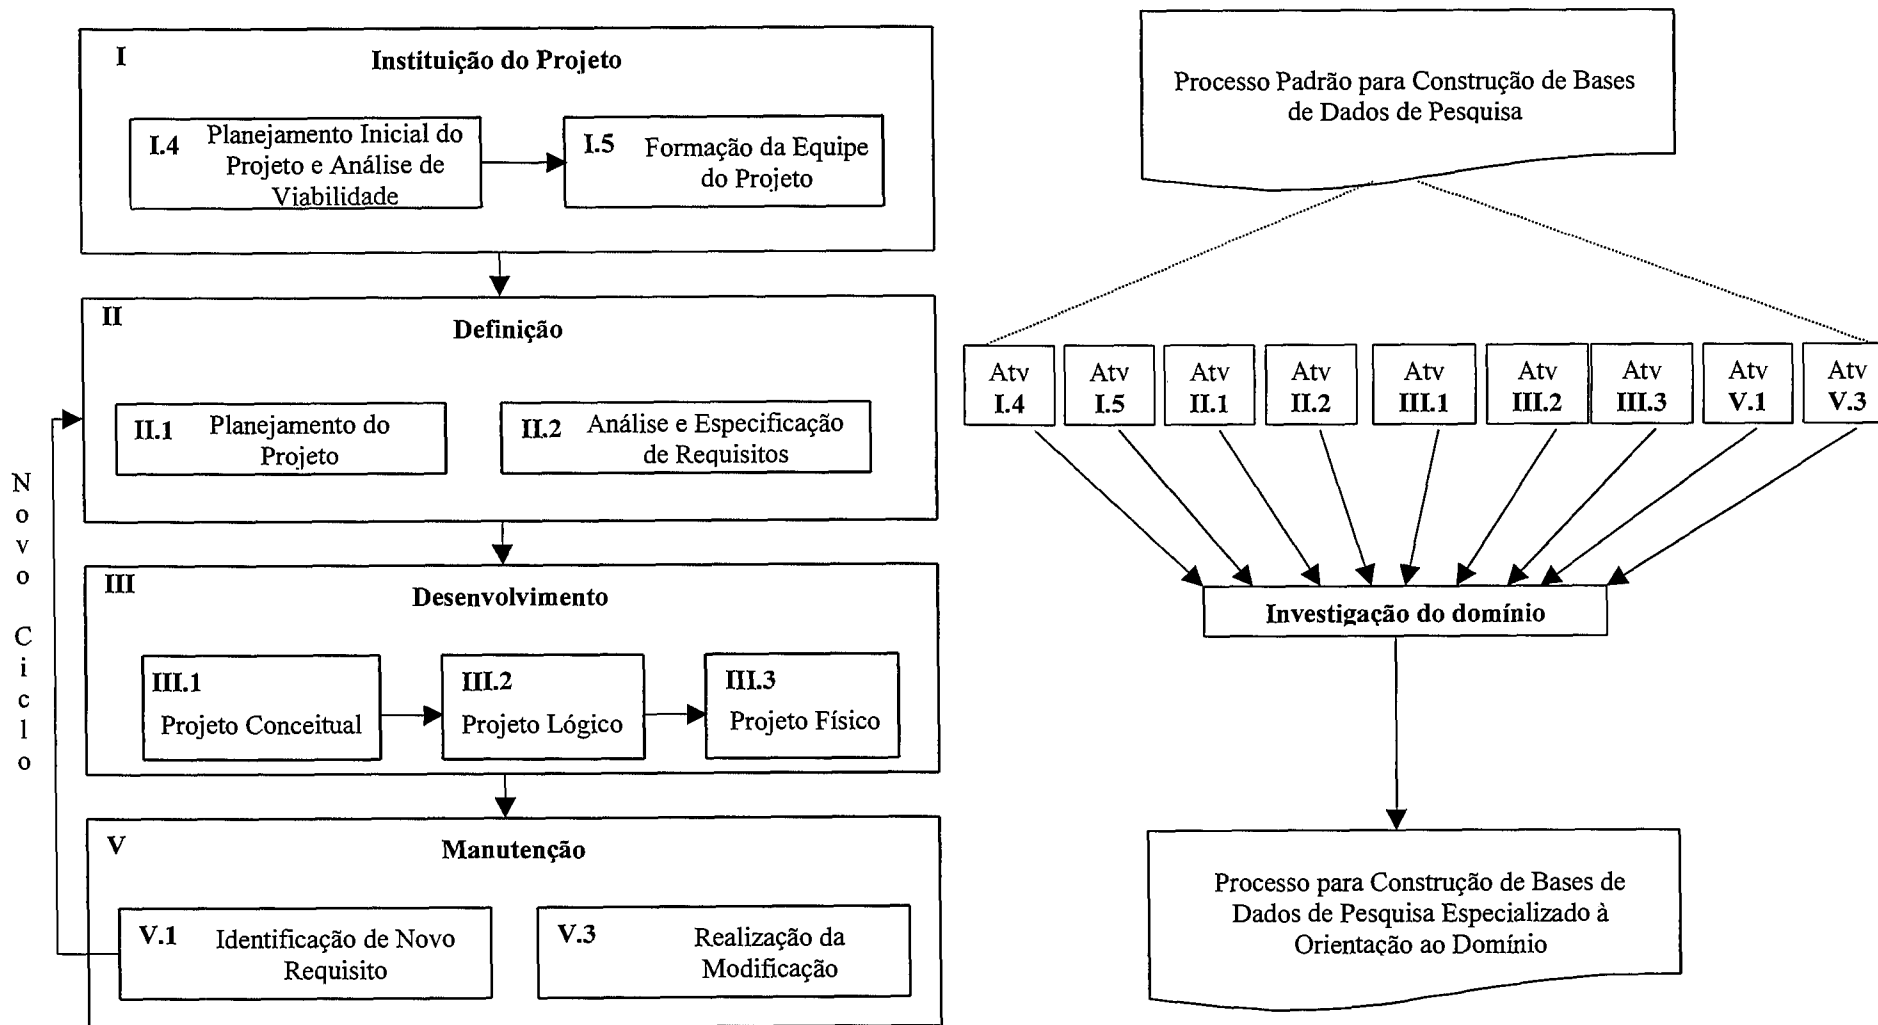 I
Instituição do Projeto
I.4 Planejamento Inicial do
Projeto e Análise de
Viabilidade
I.5 Formação da Equipe
do Projeto
II
Definição
II.1 Planejamento do
Projeto
II.2 Análise e Especificação
de Requisitos
III
Desenvolvimento
III.1
Projeto Conceitual
III.2
Projeto Lógico
III.3
Projeto Físico
V
Manutenção
V.1 Identificação de Novo
Requisito
V.3 Realização da
Modificação
Novo Ciclo
Processo Padrão para Construção de Bases
de Dados de Pesquisa
Atv
I.4
Atv
I.5
Atv
II.1
Atv
II.2
Atv
III.1
Atv
III.2
Atv
III.3
Atv
V.1
Atv
V.3
Investigação do domínio
Processo para Construção de Bases de
Dados de Pesquisa Especializado à
Orientação ao Domínio